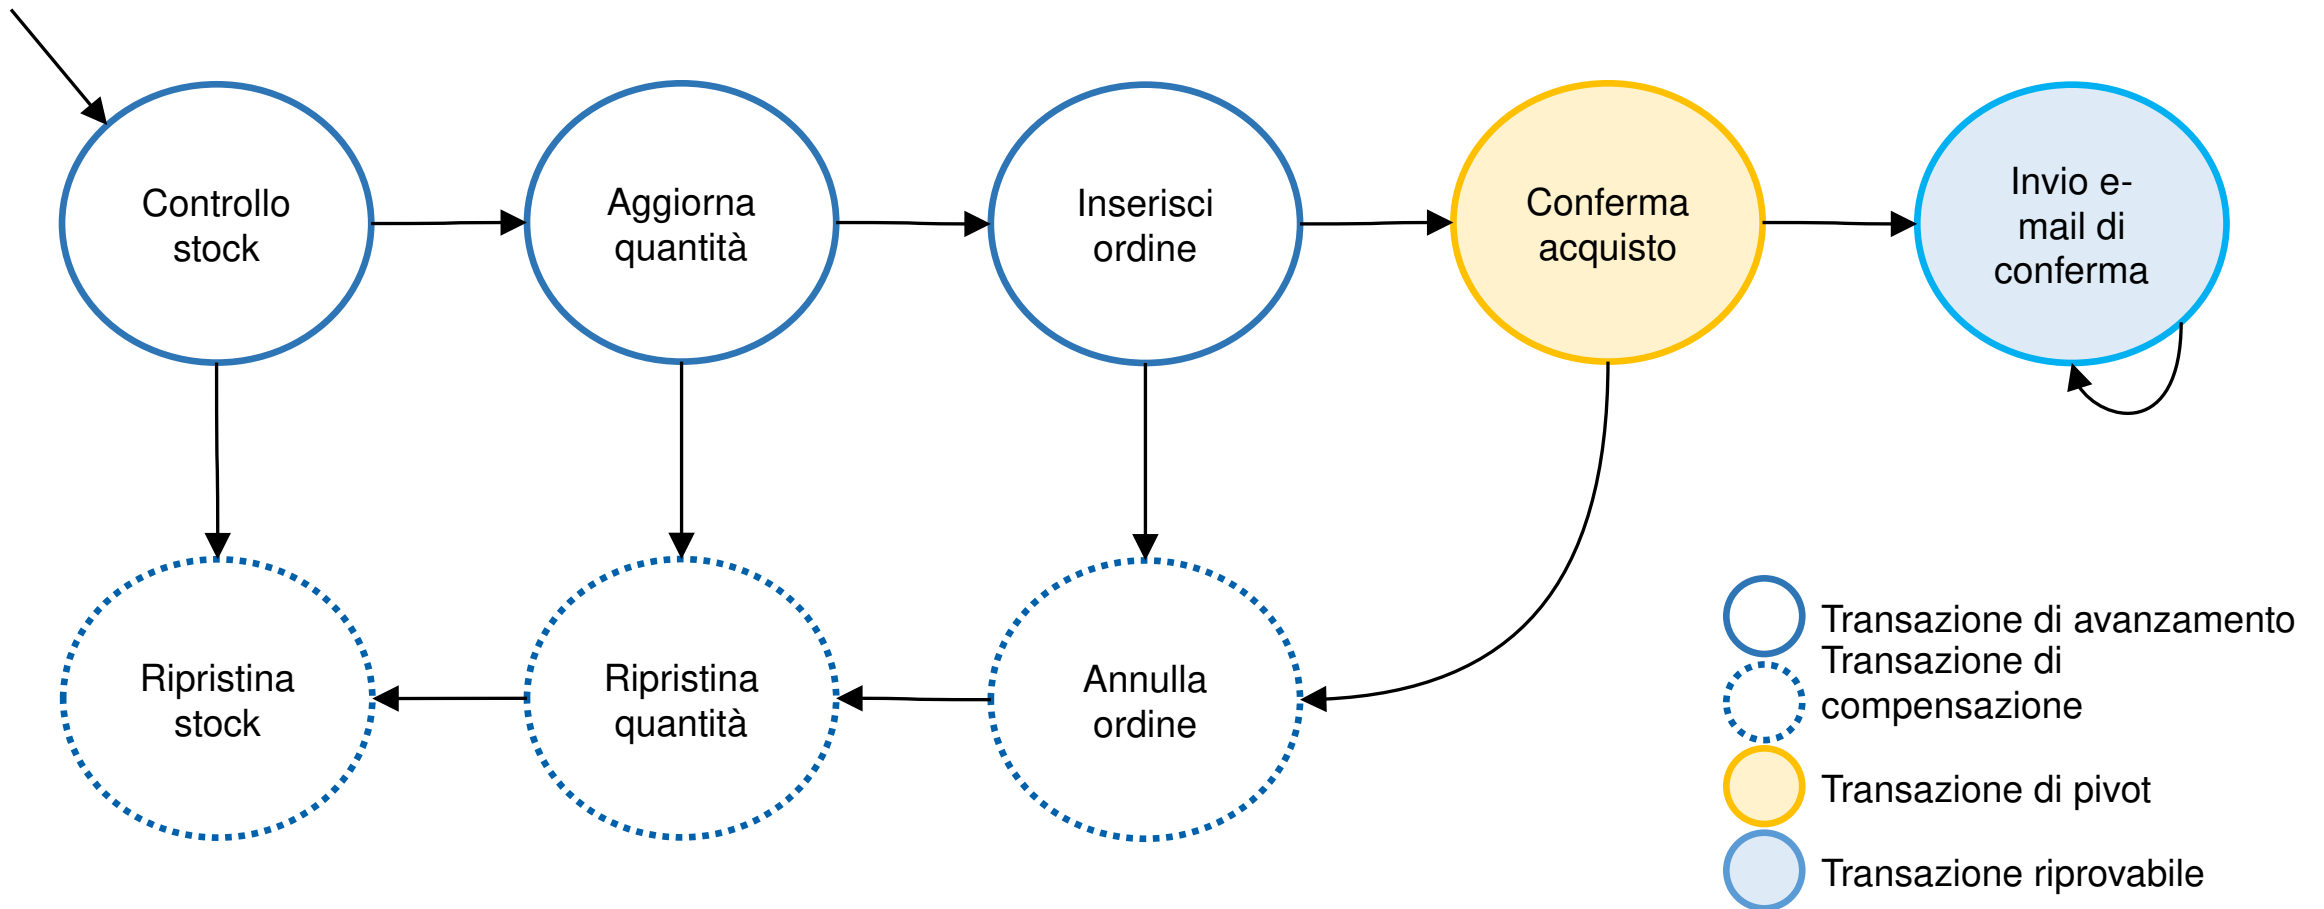 Controllo
stock
Aggiorna
quantità
Inserisci
ordine
Conferma
acquisto
Invio e-
mail di
conferma
Ripristina
stock
Ripristina
quantità
Annulla
ordine
Transazione di avanzamento
Transazione di
compensazione
Transazione di pivot
Transazione riprovabile